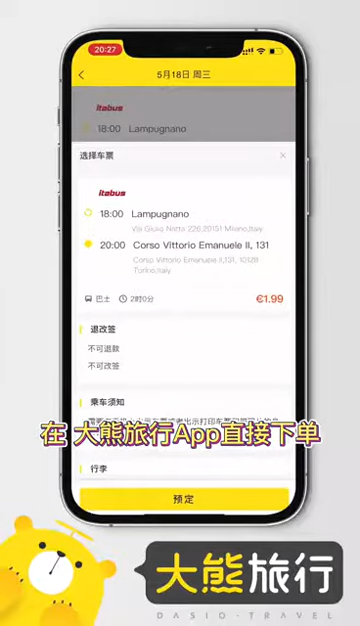 20:27
5月18日 周三
itabus
18:00 Lampugnano
选择车票
itabus
18:00 Lampugnano
Via Giulio Natta 226,20151 Milano,Italy
20:00 Corso Vittorio Emanuele II, 131
Corso Vittorio Emanuele II,131, 10128
Torino,Italy
巴士 2时0分 €1.99
退改签
不可退款
不可改签
乘车须知
在 大熊旅行App直接下单
行李
预定
大熊旅行
DASIO-TRAVEL